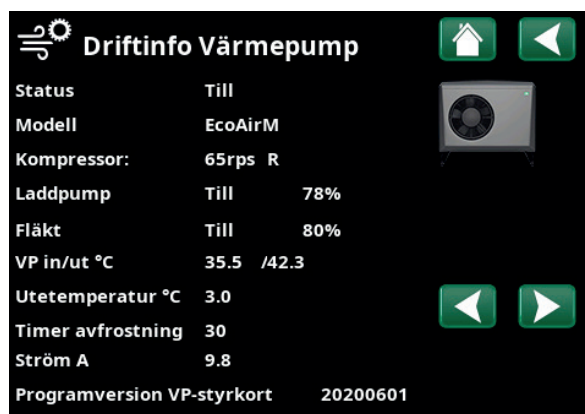 Driftinfo Värmepump
Status Till
Modell EcoAirM
Kompressor: 65rps R
Laddpump Till 78%
Fläkt Till 80%
VP in/ut °C 35.5 /42.3
Utetemperatur °C 3.0
Timer avfrostning 30
Ström A 9.8
Programversion VP-styrkort 20200601